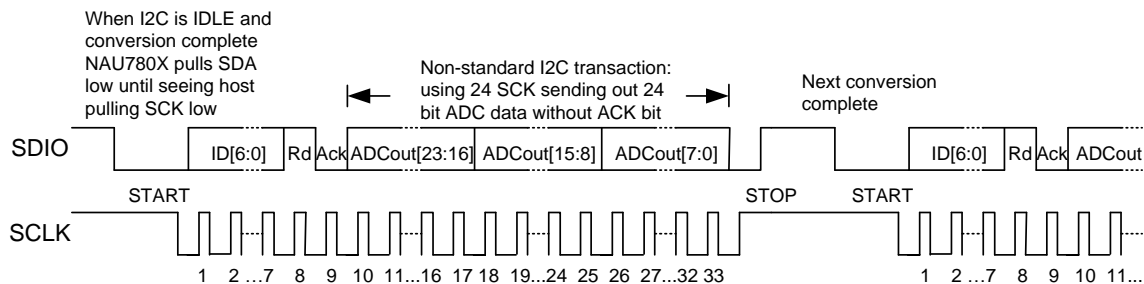 When I2C is IDLE and
conversion complete
NAU780X pulls SDA
low until seeing host
pulling SCK low
Non-standard I2C transaction:
using 24 SCK sending out 24
bit ADC data without ACK bit
Next conversion
complete
SDIO ID[6:0] Rd Ack ADCout[23:16] ADCout[15:8] ADCout[7:0] ID[6:0] Rd Ack ADCout
START STOP START
SCLK
1 2 ...7 8 9 10 11...16 17 18 19...24 25 26 27...32 33 1 2 ...7 8 9 10 11...